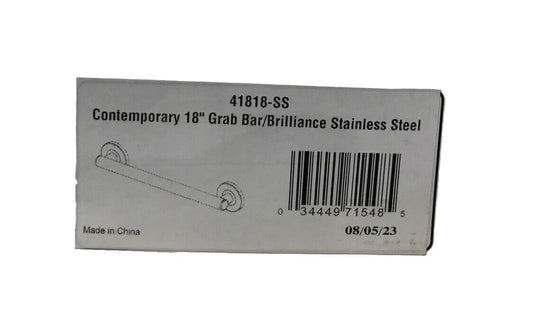 41818-SS
Contemporary 18" Grab Bar/Brilliance Stainless Steel
0 34449 71548 5
Made in China
08/05/23